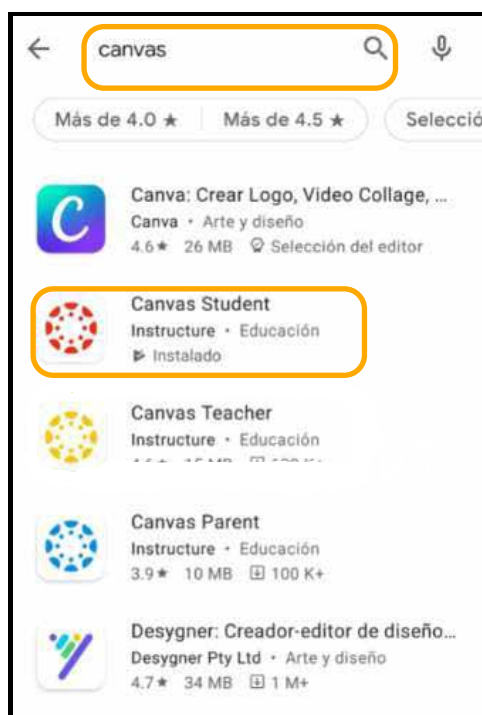 canvas
Más de 4.0 ★ Más de 4.5 ★ Selecció
Canva: Crear Logo, Video Collage, ...
Canva · Arte y diseño
4.6★ 26 MB Selección del editor
Canvas Student
Instructure · Educación
Instalado
Canvas Teacher
Instructure · Educación
Canvas Parent
Instructure · Educación
3.9★ 10 MB 100 K+
Desygner: Creador-editor de diseño...
Desygner Pty Ltd · Arte y diseño
4.7★ 34 MB 1 M+